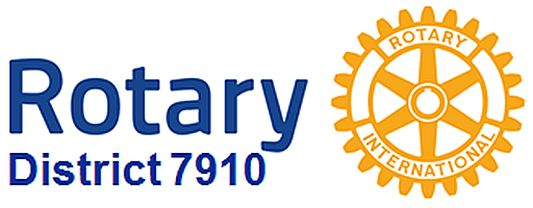 Rotary
District 7910
ROTARY
INTERNATIONAL